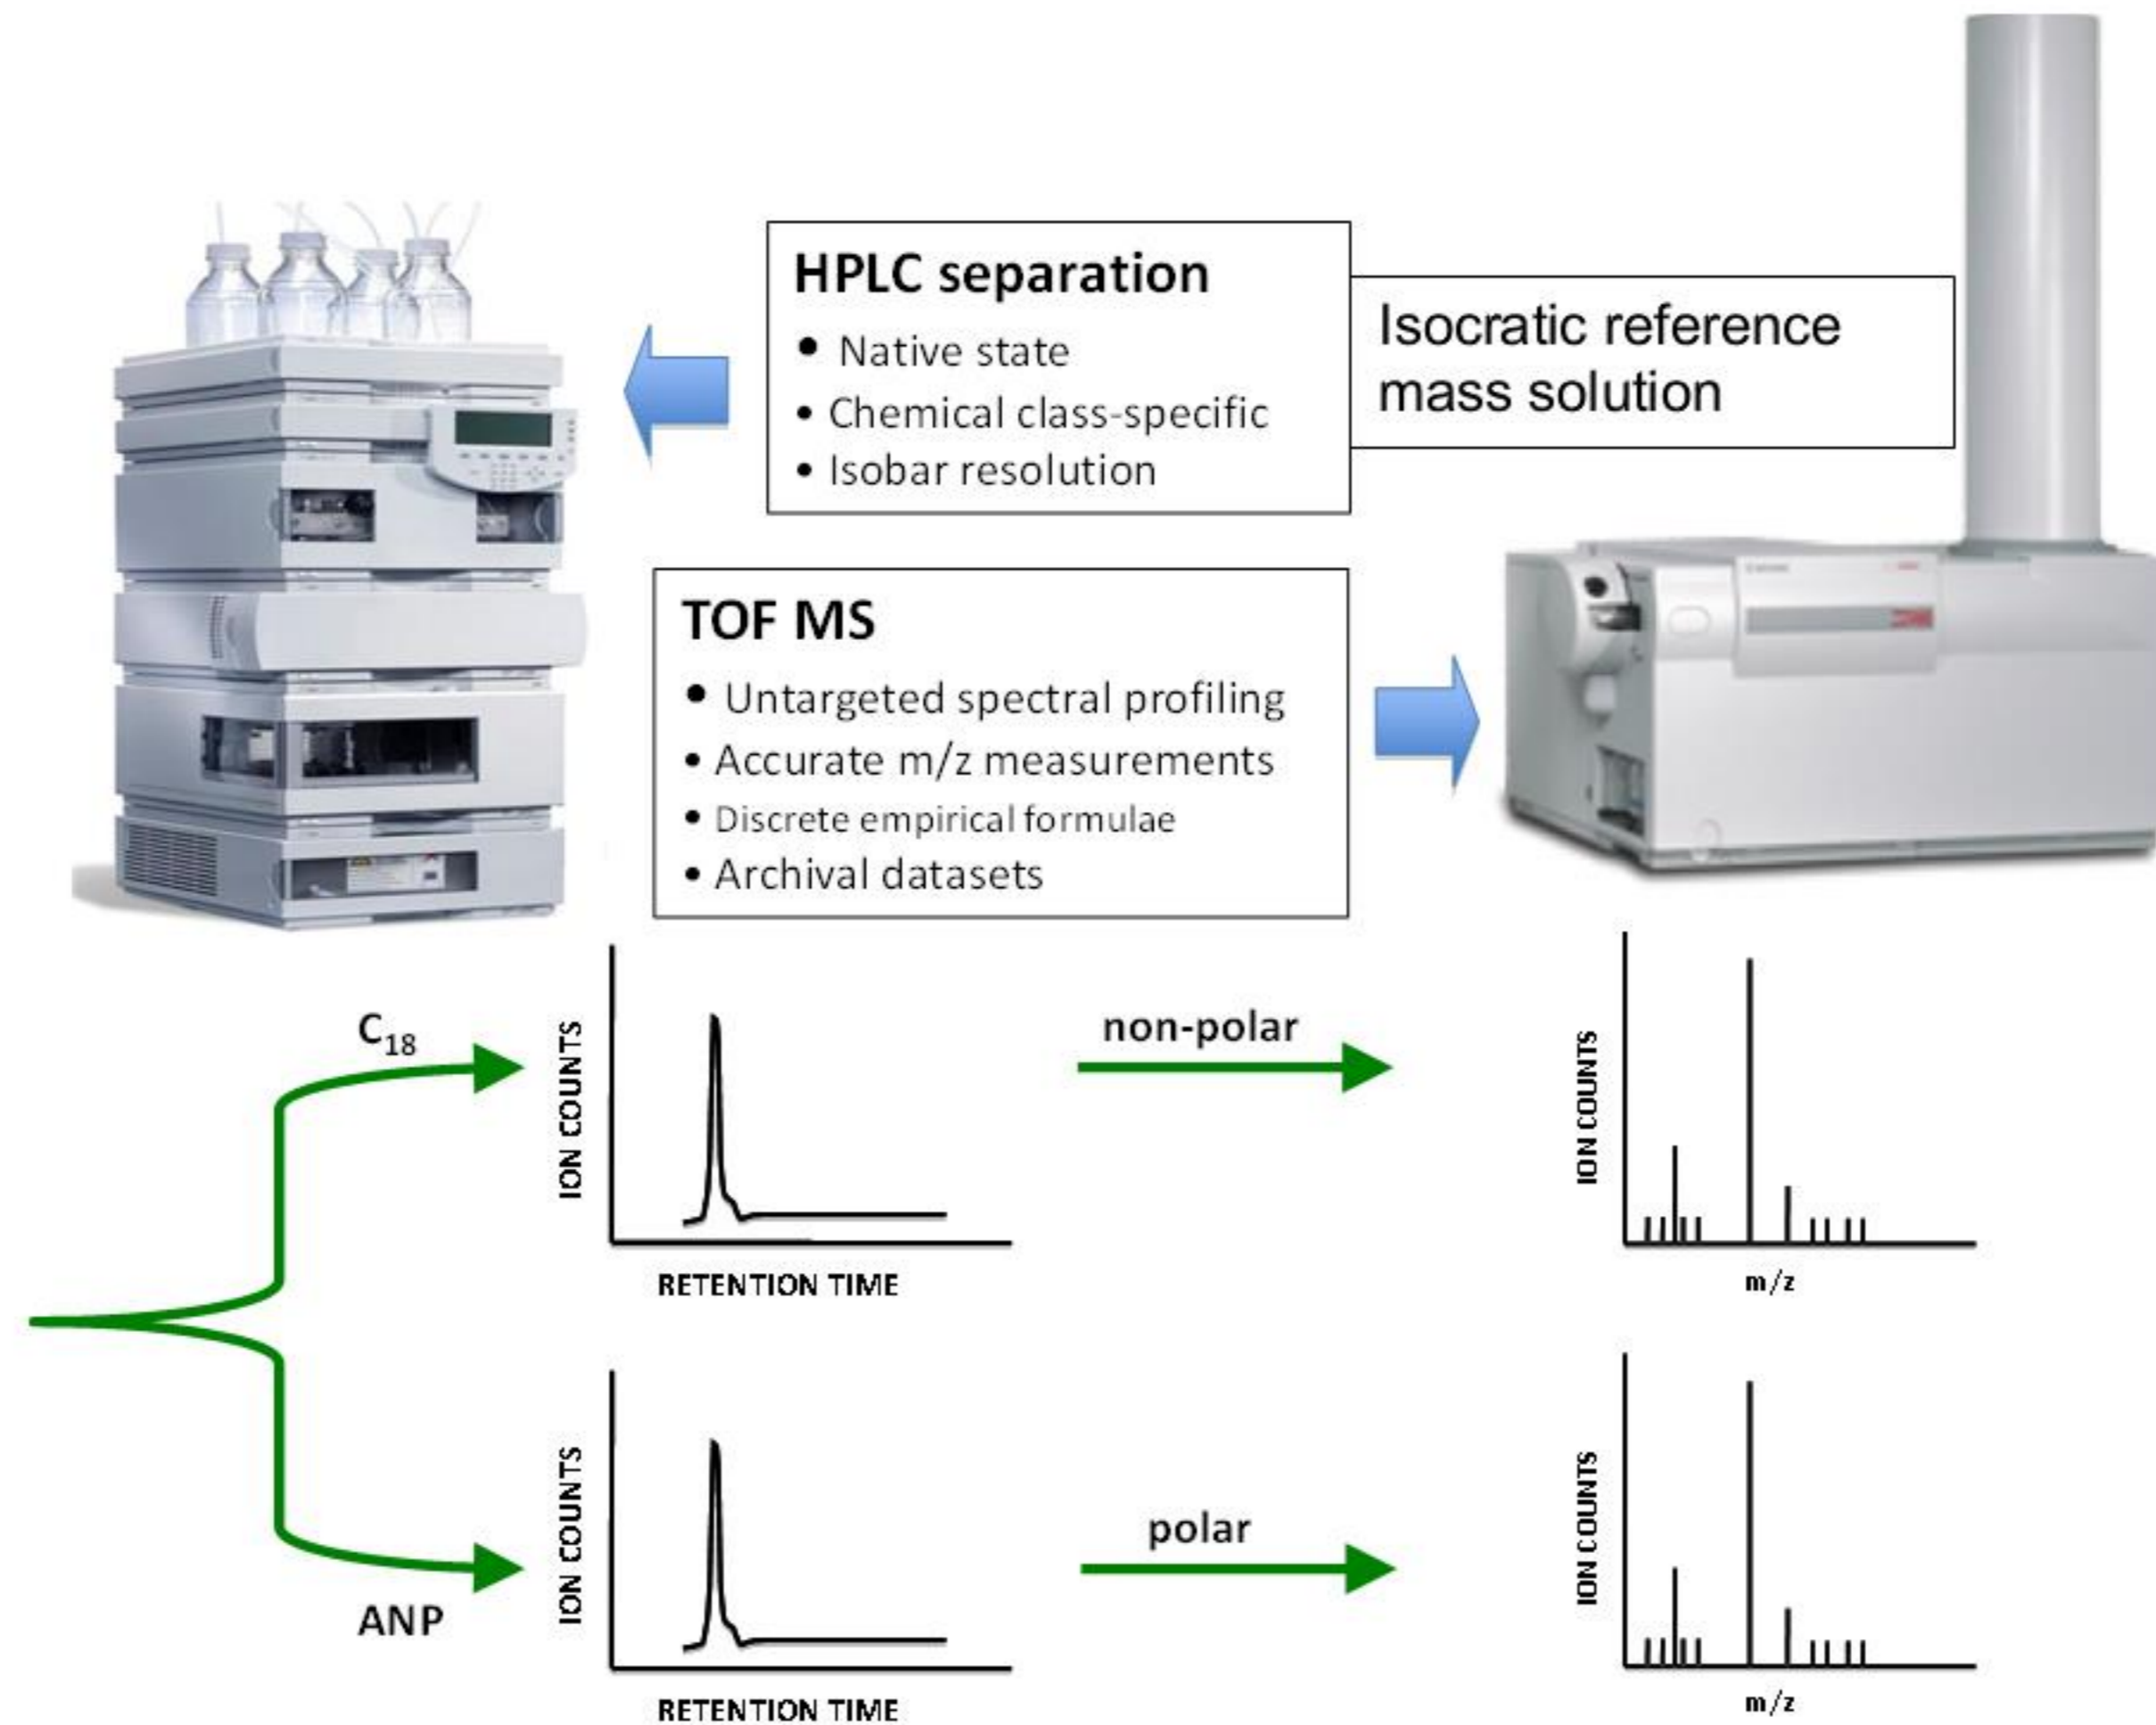 HPLC separation
• Native state
• Chemical class-specific
• Isobar resolution
Isocratic reference
mass solution
TOF MS
• Untargeted spectral profiling
• Accurate m/z measurements
• Discrete empirical formulae
• Archival datasets
C18
ION COUNTS
RETENTION TIME
non-polar
ION COUNTS
m/z
ANP
ION COUNTS
RETENTION TIME
polar
ION COUNTS
m/z